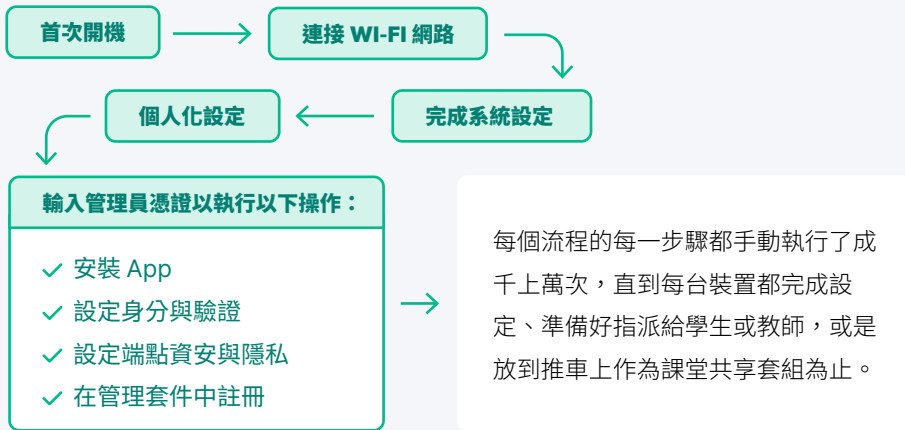 首次開機
連接 WI-FI 網路
完成系統設定
個人化設定
輸入管理員憑證以執行以下操作：
安裝 App
設定身分與驗證
設定端點資安與隱私
在管理套件中註冊
每個流程的每一步驟都手動執行了成
千上萬次，直到每台裝置都完成設
定、準備好指派給學生或教師，或是
放到推車上作為課堂共享套組為止。